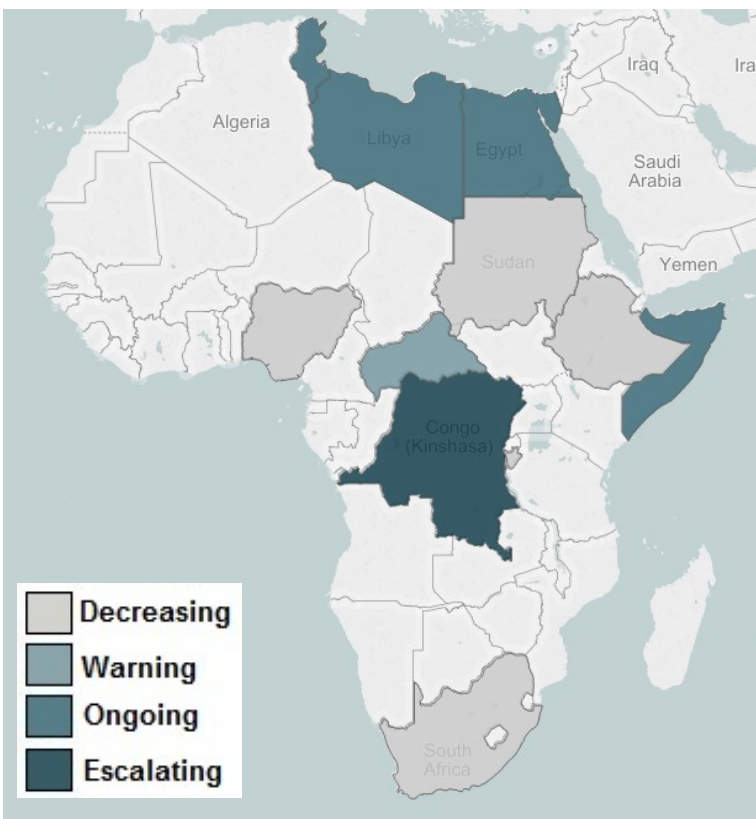 Iraq
Ira
Algeria
Libya
Egypt
Saudi
Arabia
Sudan
Yemen
Congo
(Kinshasa)
South
Africa
Decreasing
Warning
Ongoing
Escalating